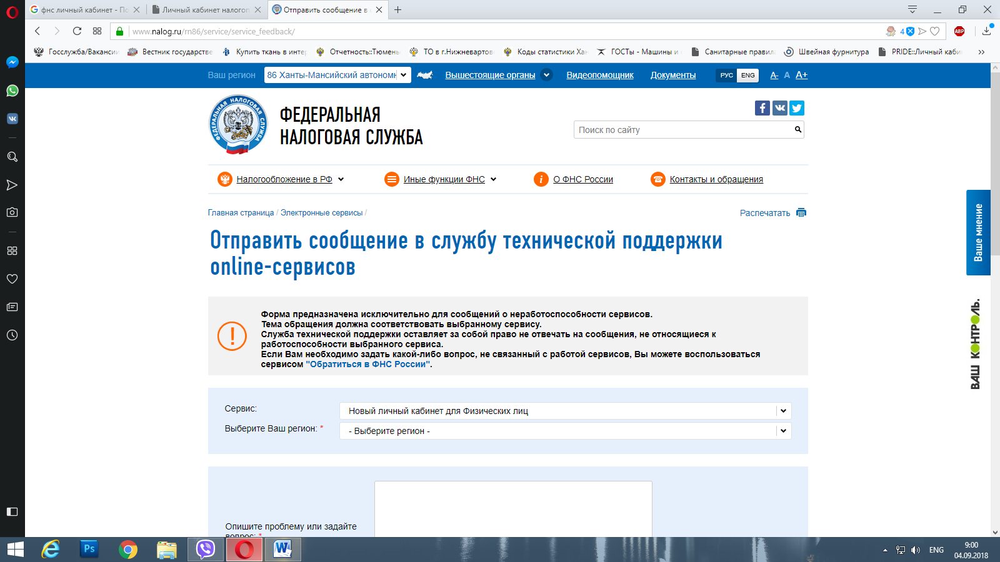 фнс личный кабинет - По
Личный кабинет налогоп
Отправить сообщение в с
www.nalog.ru/rn86/service/service_feedback/
4
ABP
Госслужба/Вакансии
Вестник государстве
Купить ткань в интер
Отчетность::Тюмень
ТО в г.Нижневартов
Коды статистики Хан
ГОСТы - Машины и
Санитарные правила
Швейная фурнитура
PRIDE::Личный каби
Ваш регион
86 Ханты-Мансийский автономн
Вышестоящие органы
Видеопомощник
Документы
РУС ENG
A- A A+
ФЕДЕРАЛЬНАЯ НАЛОГОВАЯ СЛУЖБА
ФЕДЕРАЛЬНАЯ
НАЛОГОВАЯ СЛУЖБА
Поиск по сайту
Налогообложение в РФ
Иные функции ФНС
О ФНС России
Контакты и обращения
Главная страница / Электронные сервисы /
Распечатать
Отправить сообщение в службу технической поддержки
online-сервисов
Форма предназначена исключительно для сообщений о неработоспособности сервисов.
Тема обращения должна соответствовать выбранному сервису.
Служба технической поддержки оставляет за собой право не отвечать на сообщения, не относящиеся к
работоспособности выбранного сервиса.
Если Вам необходимо задать какой-либо вопрос, не связанный с работой сервисов, Вы можете воспользоваться
сервисом "Обратиться в ФНС России".
Сервис:
Новый личный кабинет для Физических лиц
Выберите Ваш регион: *
- Выберите регион -
Опишите проблему или задайте
вопрос: *
Ваше мнение
ВАШ КОНТРОЛЬ.
Ps
W
ENG
9:00
04.09.2018